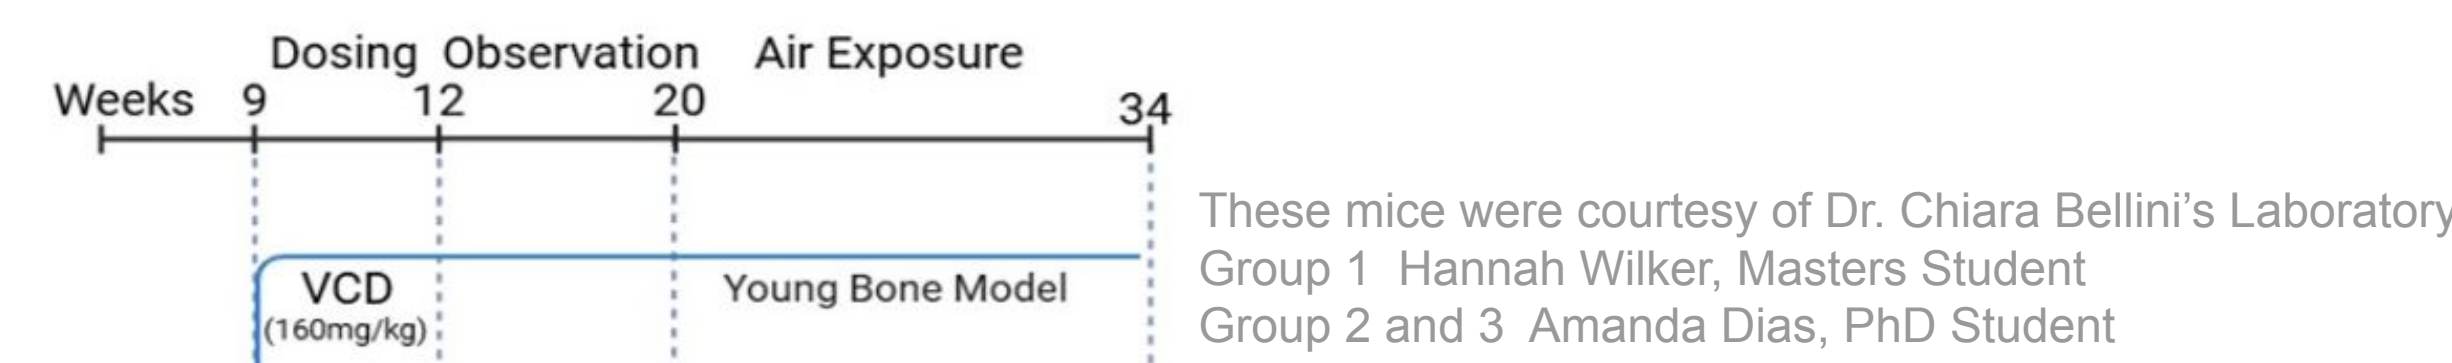 Dosing Observation Air Exposure
Weeks 9 12 20 34
VCD Young Bone Model
(160mg/kg)
These mice were courtesy of Dr. Chiara Bellini’s Laboratory
Group 1 Hannah Wilker, Masters Student
Group 2 and 3 Amanda Dias, PhD Student